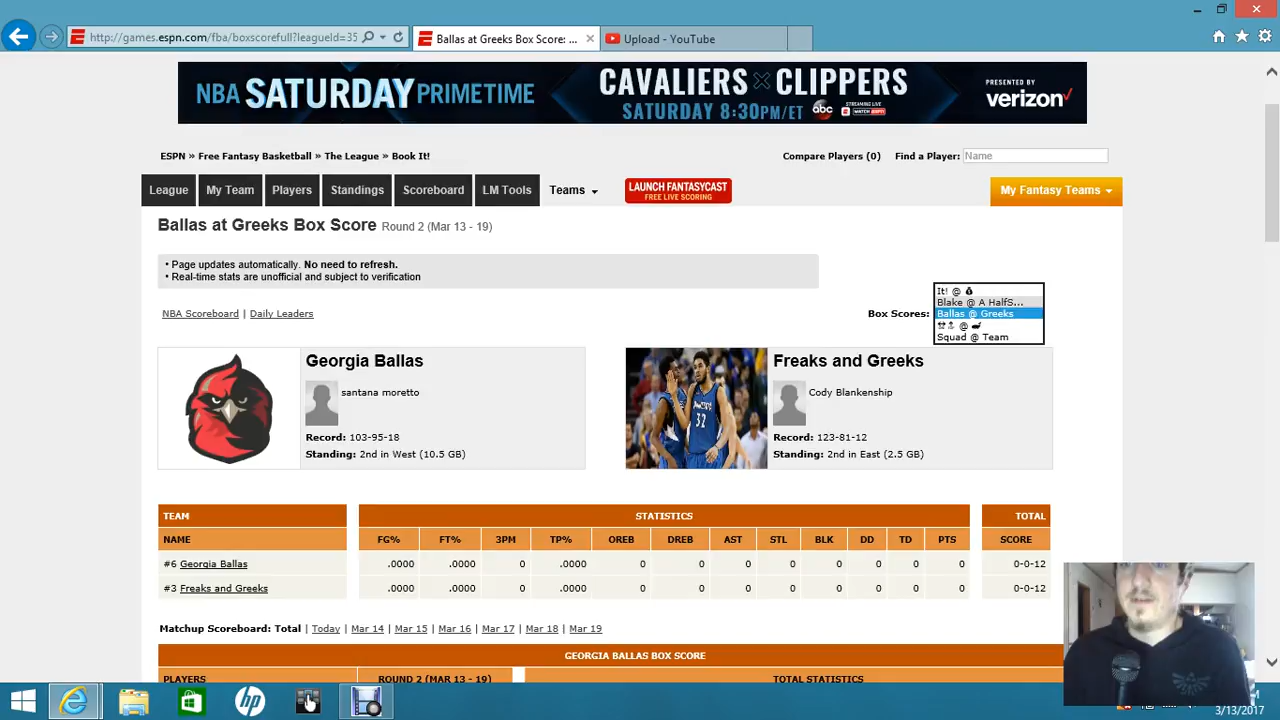 http://games.espn.com/fba/boxscorefull?leagueId=35
Ballas at Greeks Box Score: ...
Upload - YouTube
NBA SATURDAY PRIMETIME
CAVALIERS X CLIPPERS
SATURDAY 8:30PM/ET abc STREAMING LIVE WATCH ESPN
PRESENTED BY
verizon✓
ESPN » Free Fantasy Basketball » The League » Book It!
Compare Players (0) Find a Player: Name
League My Team Players Standings Scoreboard LM Tools Teams
LAUNCH FANTASYCAST
FREE LIVE SCORING
My Fantasy Teams
Ballas at Greeks Box Score Round 2 (Mar 13 - 19)
• Page updates automatically. No need to refresh.
• Real-time stats are unofficial and subject to verification
NBA Scoreboard | Daily Leaders
Box Scores:
It! @ 💰
Blake @ A HalfS...
Ballas @ Greeks
@
Squad @ Team
Georgia Ballas
santana moretto
Record: 103-95-18
Standing: 2nd in West (10.5 GB)
Freaks and Greeks
Cody Blankenship
Record: 123-81-12
Standing: 2nd in East (2.5 GB)
32
TEAM STATISTICS TOTAL
NAME FG% FT% 3PM TP% OREB DREB AST STL BLK DD TD PTS SCORE
#6 Georgia Ballas .0000 .0000 0 .0000 0 0 0 0 0 0 0 0 0-0-12
#3 Freaks and Greeks .0000 .0000 0 .0000 0 0 0 0 0 0 0 0 0-0-12
Matchup Scoreboard: Total | Today | Mar 14 | Mar 15 | Mar 16 | Mar 17 | Mar 18 | Mar 19
GEORGIA BALLAS BOX SCORE
PLAYERS ROUND 2 (MAR 13 - 19) TOTAL STATISTICS
hp
3/13/2017